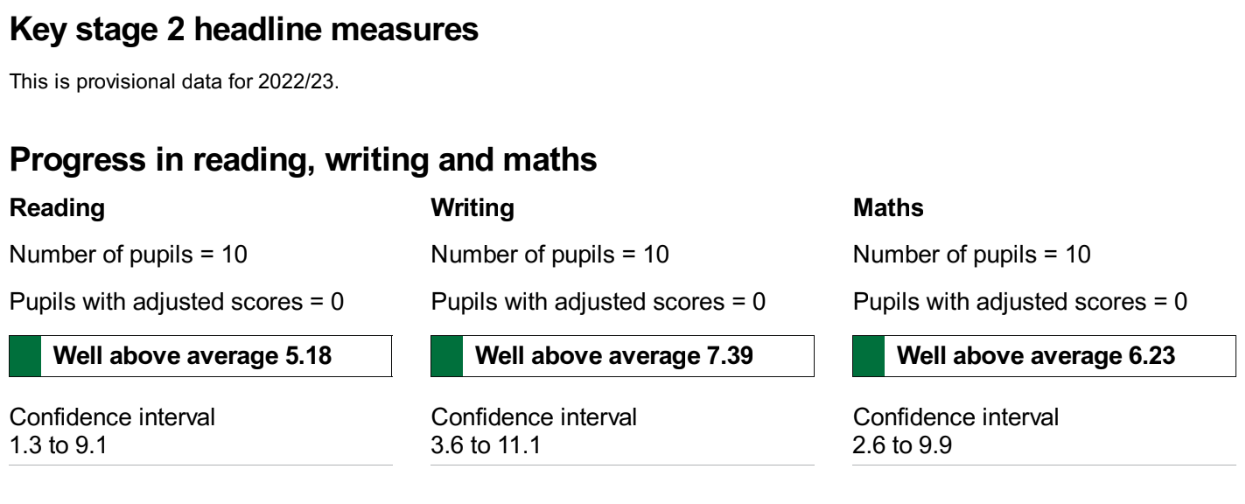 Key stage 2 headline measures
This is provisional data for 2022/23.
Progress in reading, writing and maths
Reading
Number of pupils = 10
Pupils with adjusted scores = 0
Well above average 5.18
Confidence interval
1.3 to 9.1
Writing
Number of pupils = 10
Pupils with adjusted scores = 0
Well above average 7.39
Confidence interval
3.6 to 11.1
Maths
Number of pupils = 10
Pupils with adjusted scores = 0
Well above average 6.23
Confidence interval
2.6 to 9.9